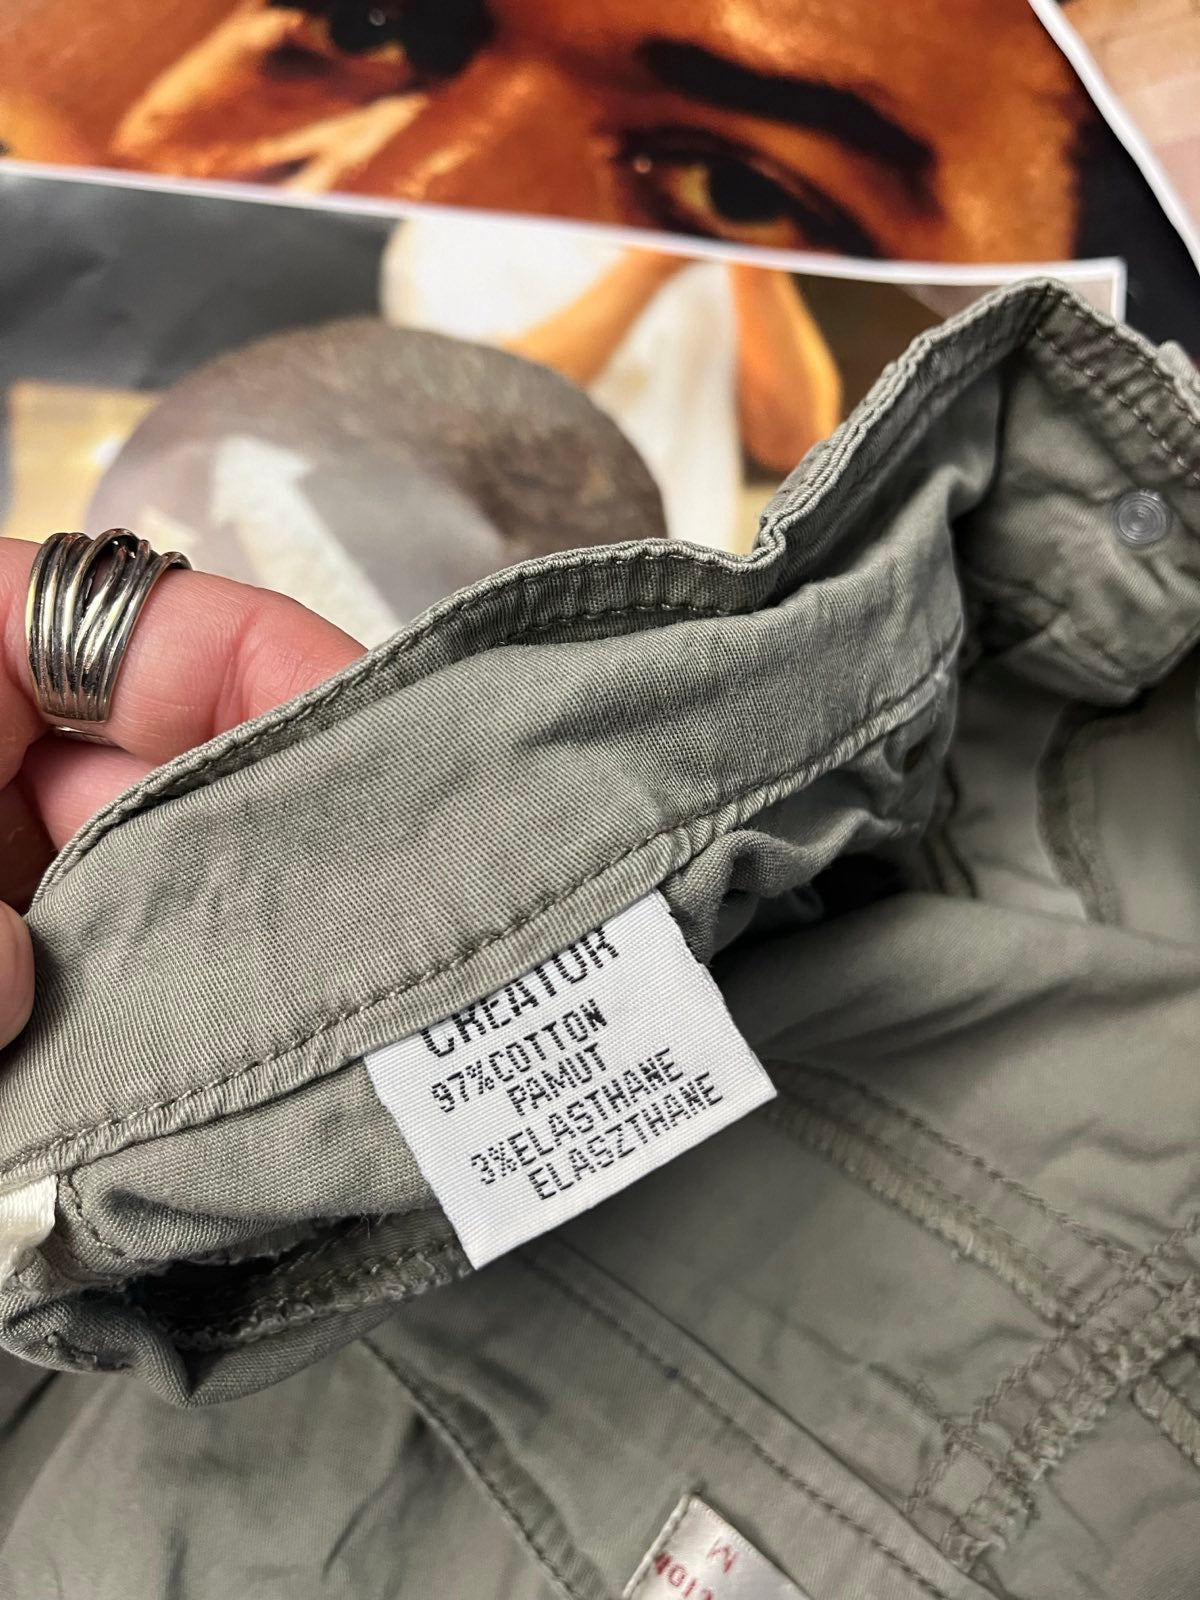 CREATOR
97%COTTON
PAMUT
3%ELASTHANE
ELASZTHANE
M